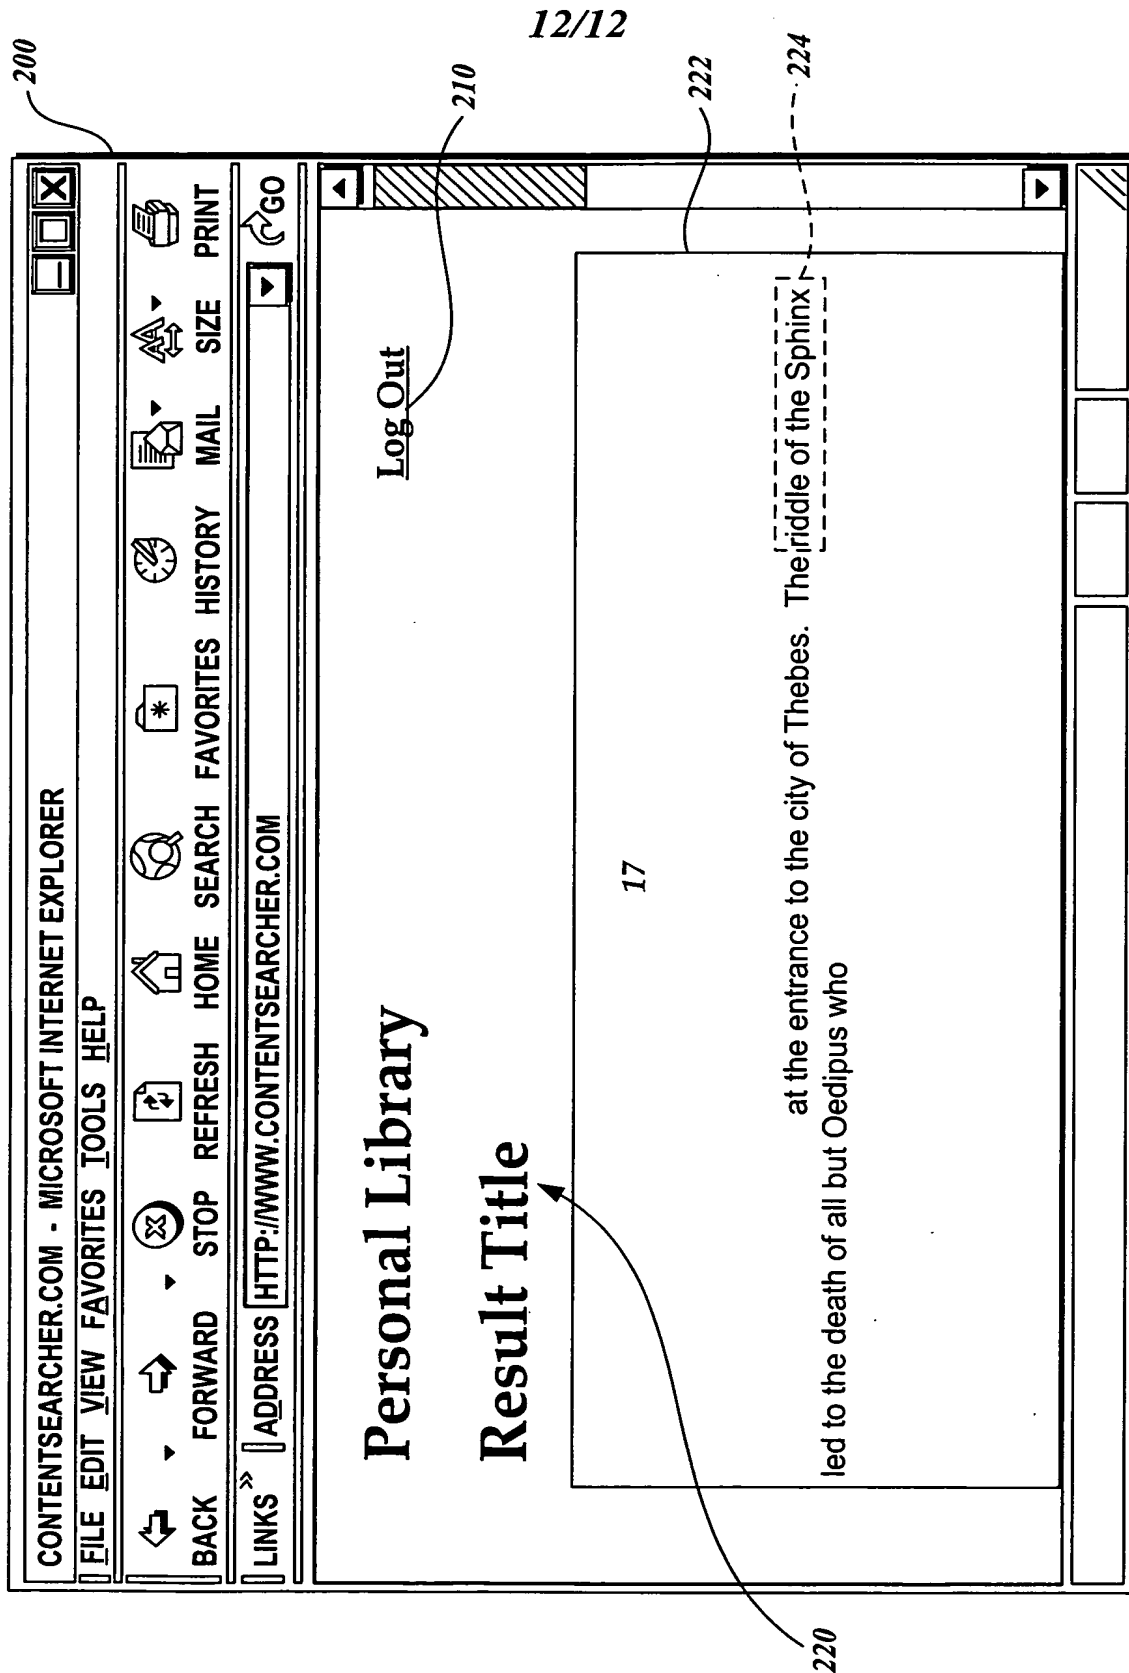 12/12
200
CONTENTSEARCHER.COM - MICROSOFT INTERNET EXPLORER
FILE EDIT VIEW FAVORITES TOOLS HELP
BACK FORWARD STOP REFRESH HOME SEARCH FAVORITES HISTORY MAIL SIZE PRINT
LINKS » ADDRESS HTTP://WWW.CONTENTSEARCHER.COM GO
Personal Library
Log Out
210
Result Title
220
222
17
at the entrance to the city of Thebes. The riddle of the Sphinx
224
led to the death of all but Oedipus who